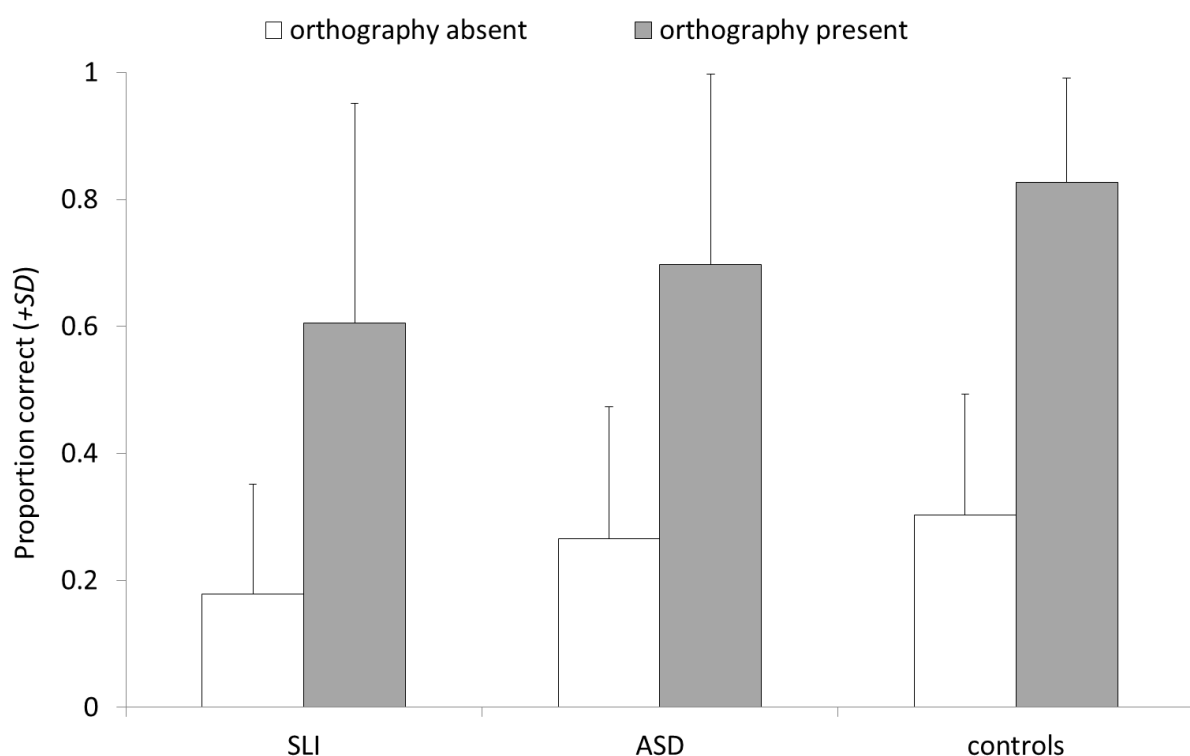 orthography absent orthography present
Proportion correct (+SD)
1
0.8
0.6
0.4
0.2
0
SLI ASD controls